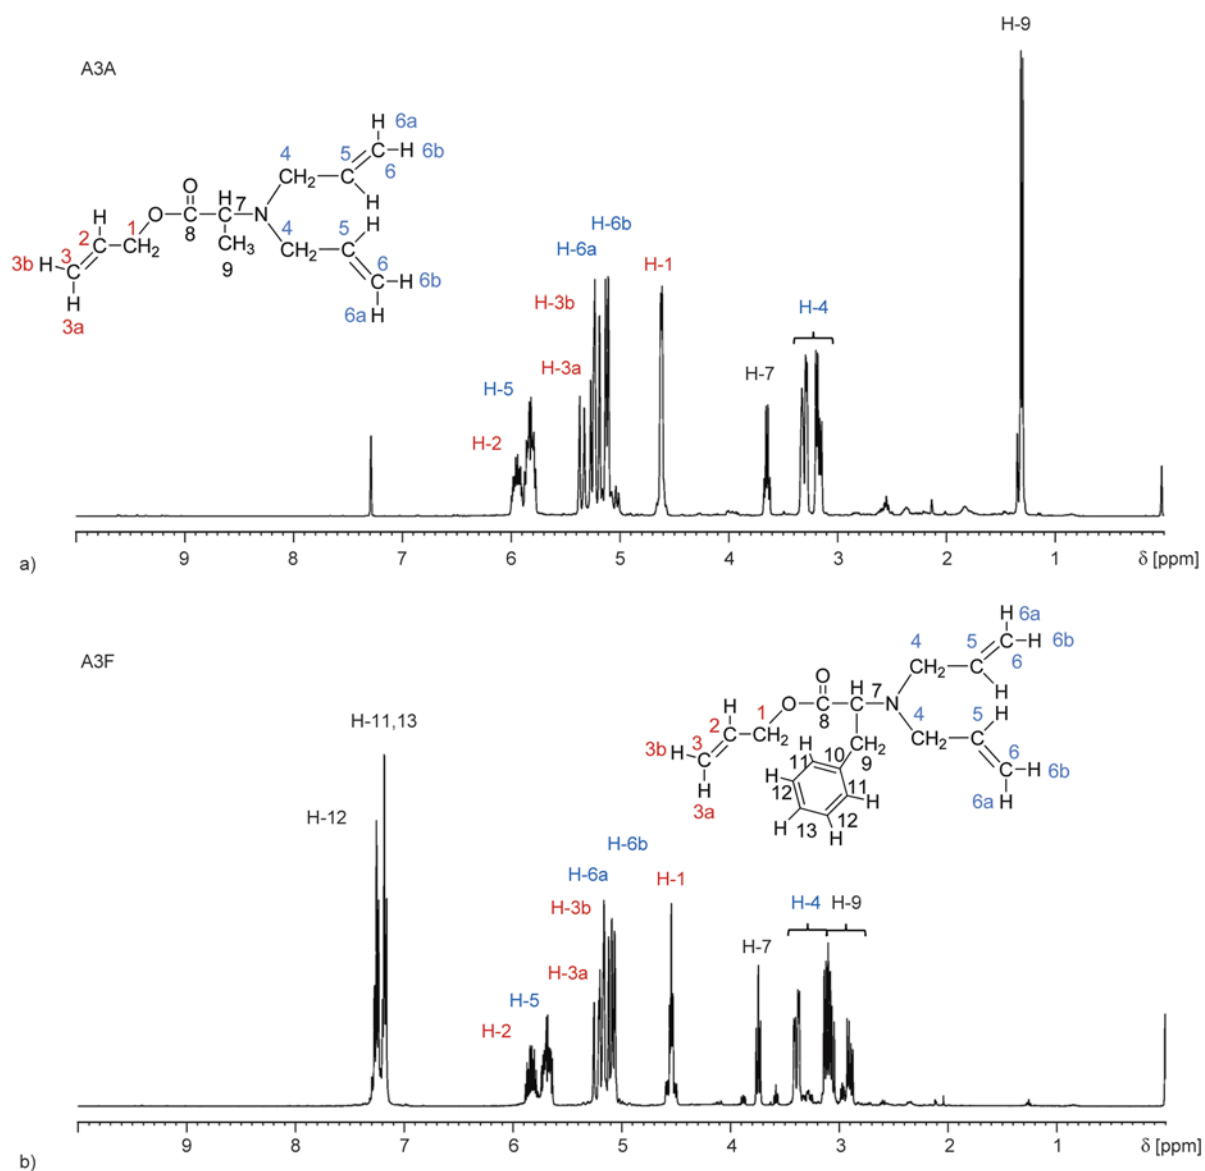 H-9
A3A
H 6a
4 5 C-H 6b
CH₂ C 6
O H H
H O C C 7 N H-6b
1 8 4 5 H H-6a H-1
2 C CH₂ CH₃ CH₂ C H-3b H-4
3b H-C 3 9 C-H 6b
H 6 H-3a
3a 6a H H-5 H-7
H-2
9 8 7 6 5 4 3 2 1 δ [ppm]
a)
A3F
H 6a
4 5 C-H 6b
CH₂ C 6
O H H
H-11,13 H O C C 7 N
1 8 4 5 H
2 C CH₂ CH₂ CH₂ C
3b H-C 3 H 10 9 6
H 11 11 C-H 6b
3a H 12 H 6a H
H-12 H 13 12 H
H-6b
H-6a H-1
H-3b H-4 H-9
H-7
H-3a
H-5
H-2
9 8 7 6 5 4 3 2 1 δ [ppm]
b)